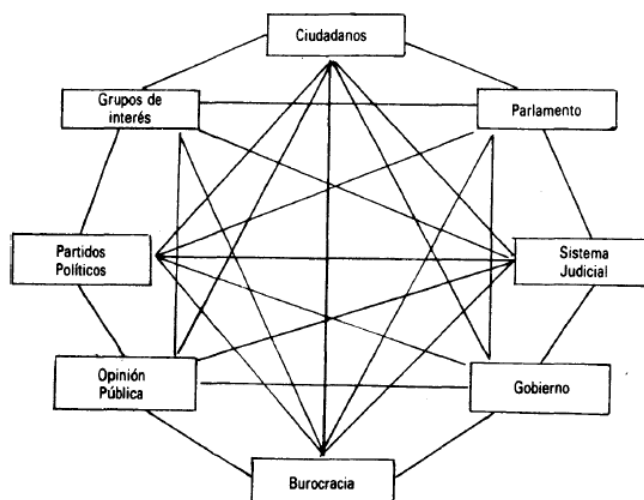 Ciudadanos
Grupos de
interés
Parlamento
Partidos
Políticos
Sistema
Judicial
Opinión
Pública
Gobierno
Burocracia